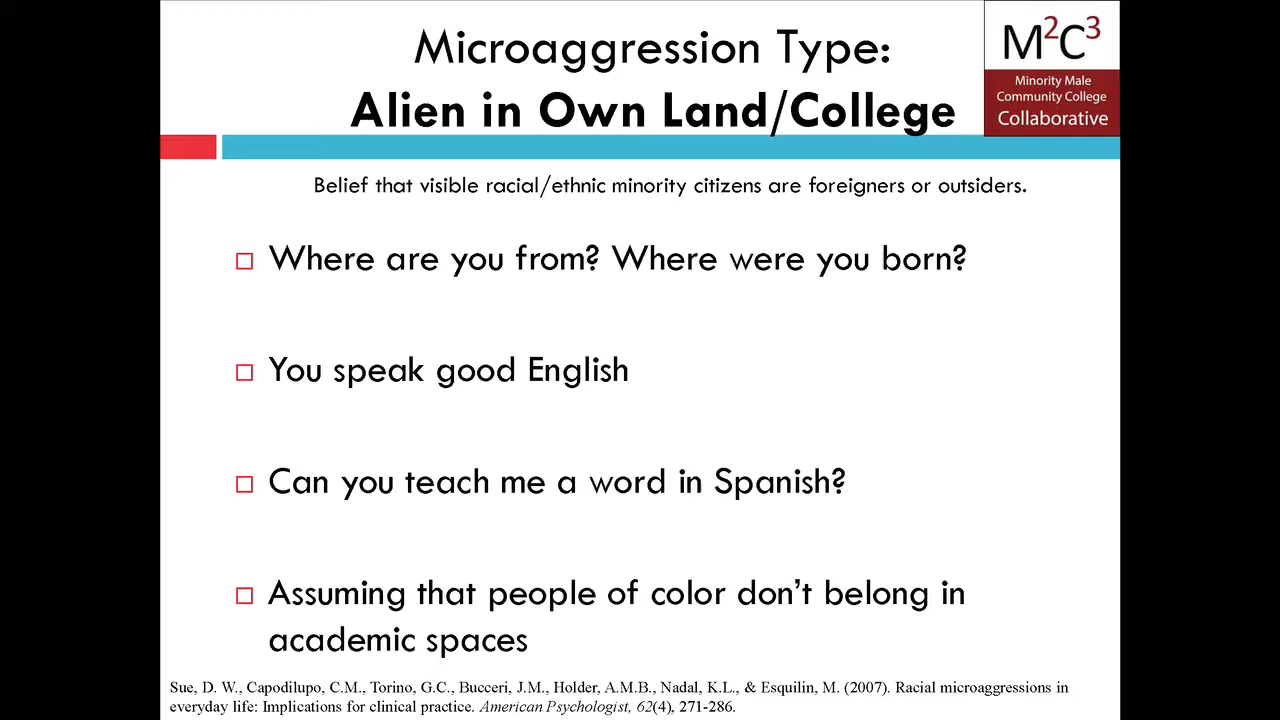 Microaggression Type:
Alien in Own Land/College
M²C³
Minority Male
Community College
Collaborative
Belief that visible racial/ethnic minority citizens are foreigners or outsiders.
Where are you from? Where were you born?
You speak good English
Can you teach me a word in Spanish?
Assuming that people of color don't belong in
academic spaces
Sue, D. W., Capodilupo, C.M., Torino, G.C., Bucceri, J.M., Holder, A.M.B., Nadal, K.L., & Esquilin, M. (2007). Racial microaggressions in
everyday life: Implications for clinical practice. American Psychologist, 62(4), 271-286.